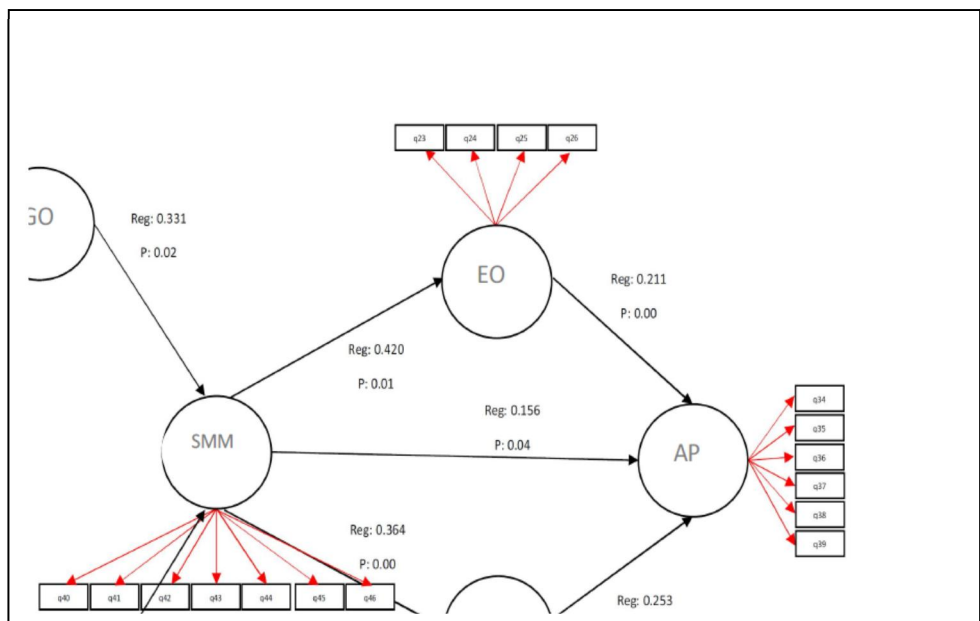 q23 q24 q25 q26
GO
Reg: 0.331
P: 0.02
EO
Reg: 0.211
P: 0.00
Reg: 0.420
P: 0.01
SMM
Reg: 0.156
P: 0.04
AP
q34
q35
q36
q37
q38
q39
Reg: 0.364
P: 0.00
q40 q41 q42 q43 q44 q45 q46
Reg: 0.253